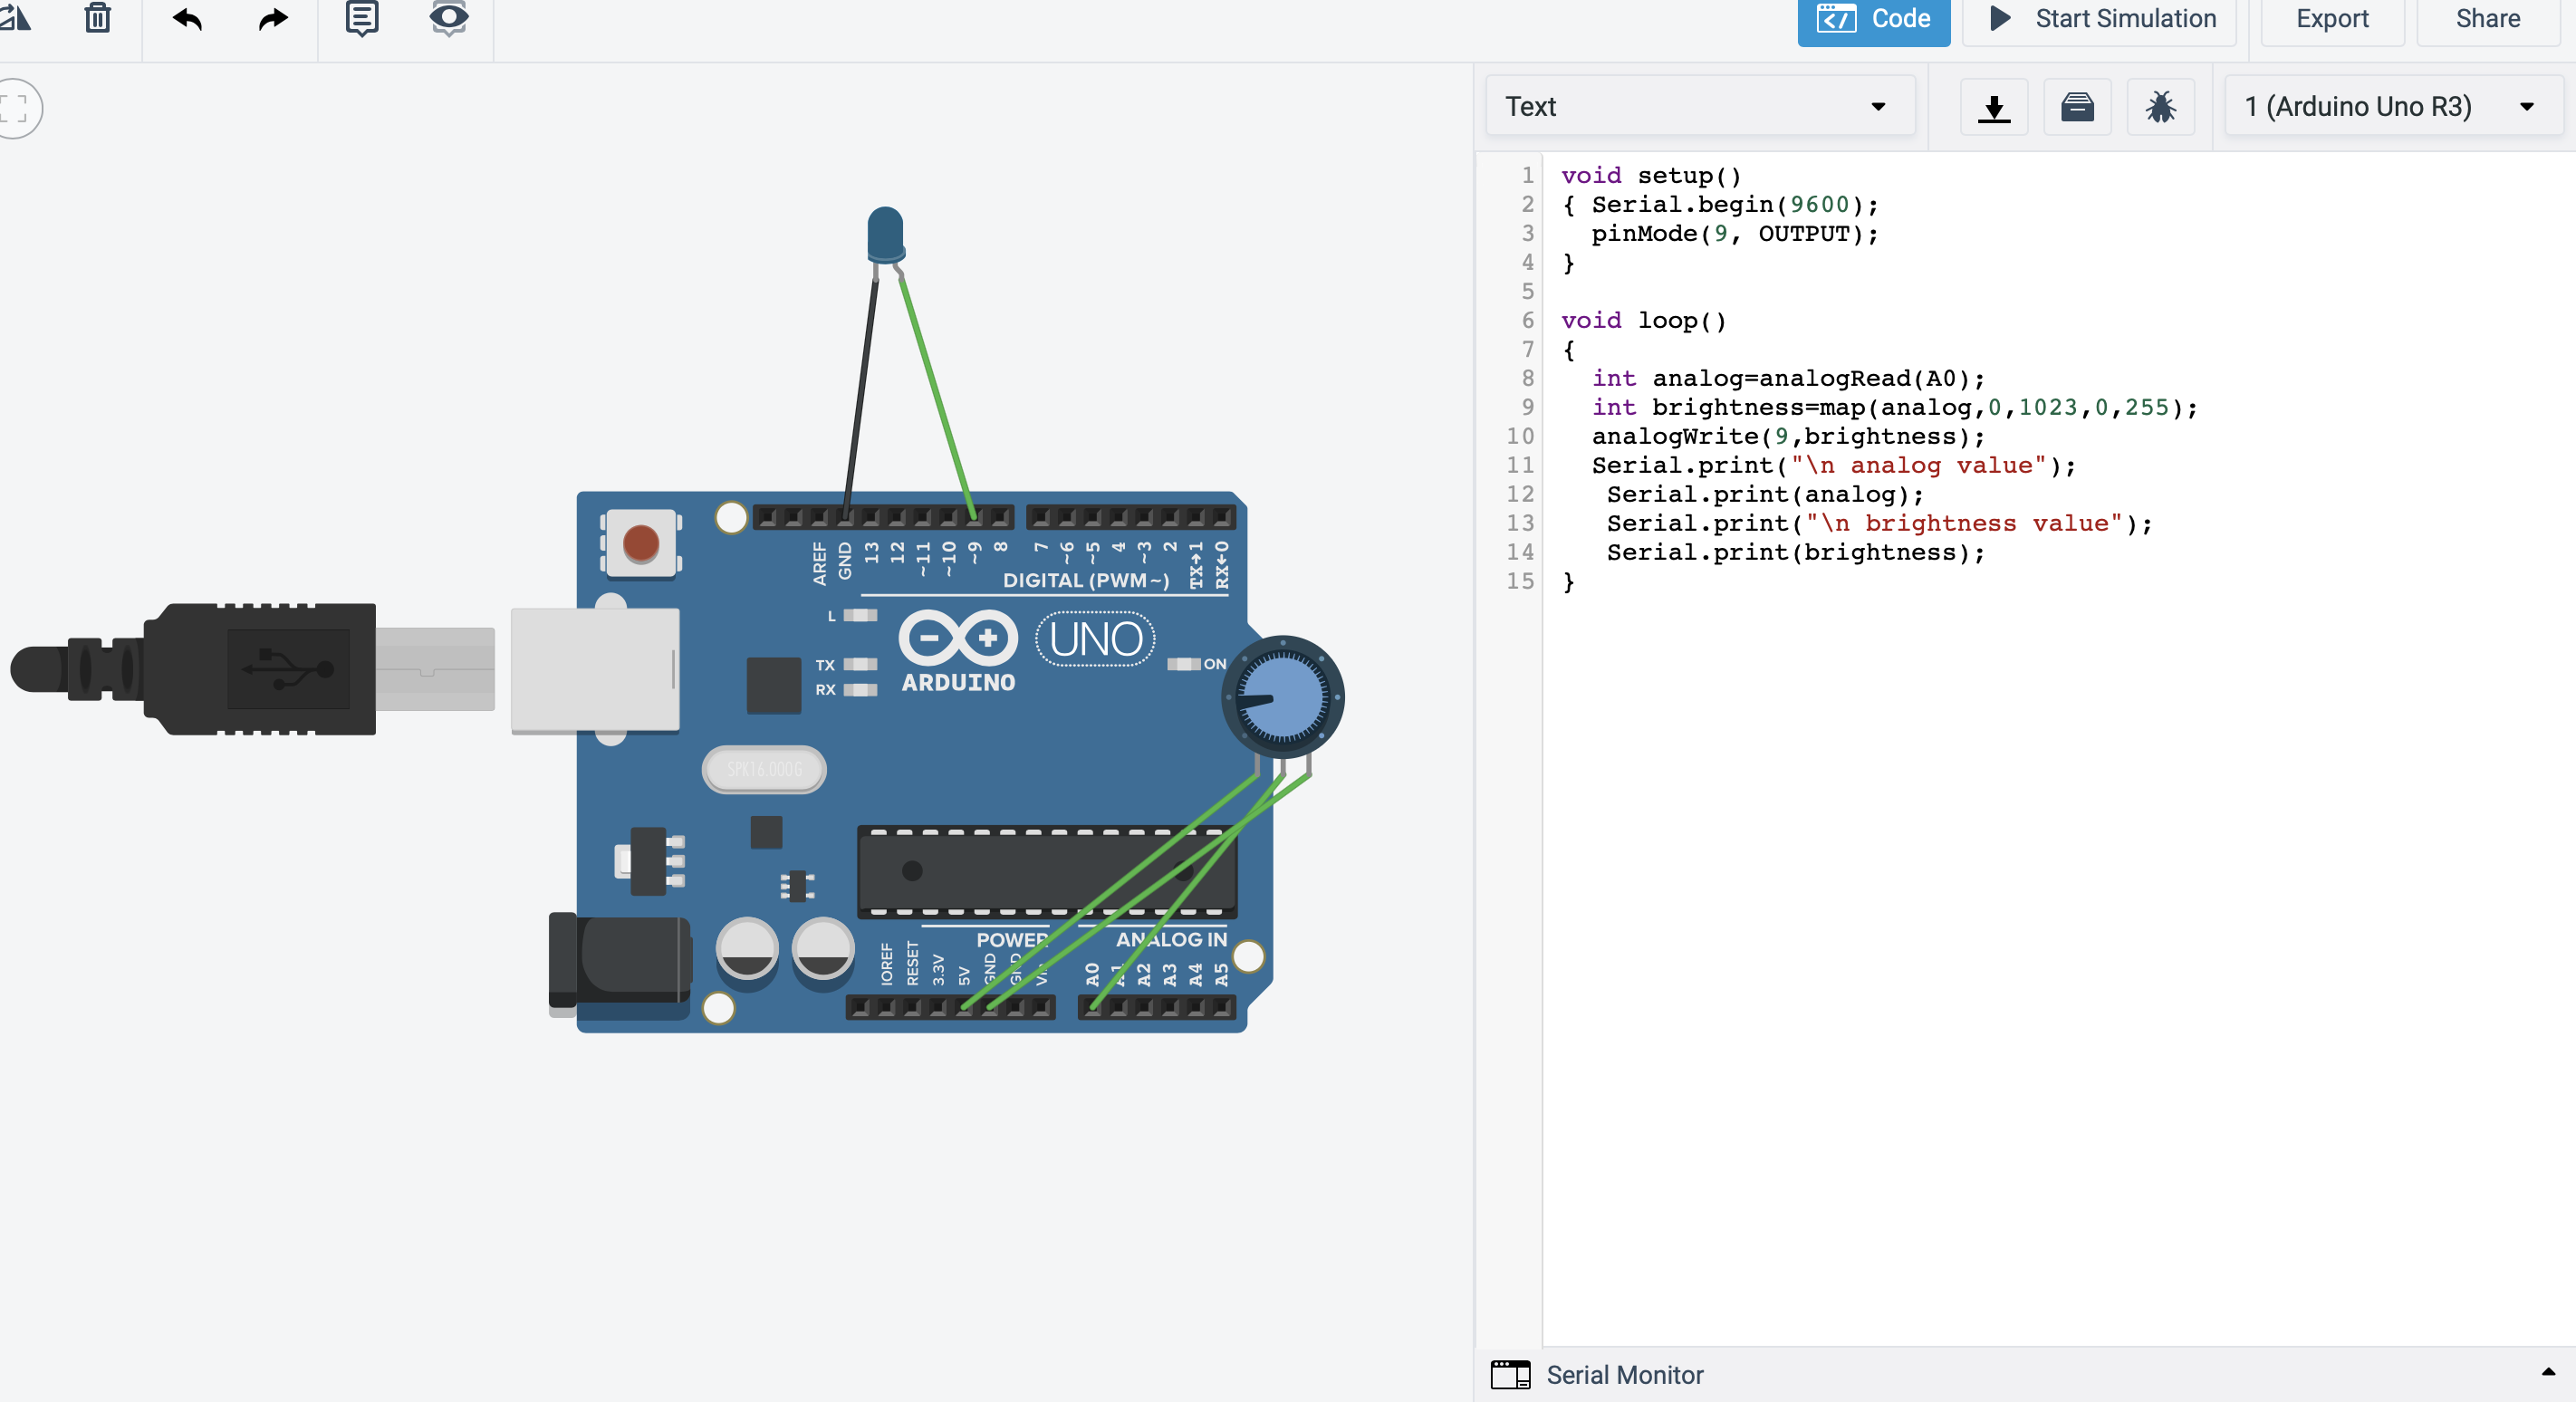 Code
Start Simulation
Export
Share
Text
1 (Arduino Uno R3)
1 void setup()
2 { Serial.begin(9600);
3 pinMode(9, OUTPUT);
4 }
5
6 void loop()
7 {
8 int analog=analogRead(A0);
9 int brightness=map(analog,0,1023,0,255);
10 analogWrite(9,brightness);
11 Serial.print("\n analog value");
12 Serial.print(analog);
13 Serial.print("\n brightness value");
14 Serial.print(brightness);
15 }
AREF GND 13 12 ~11 ~10 ~9 8 7 ~6 ~5 4 ~3 2 TX→1 RX←0
DIGITAL (PWM~)
L
TX
RX
ARDUINO
UNO
ON
SPK16.000G
POWER
ANALOG IN
IOREF RESET 3.3V 5V GND GND Vin A0 A1 A2 A3 A4 A5
Serial Monitor